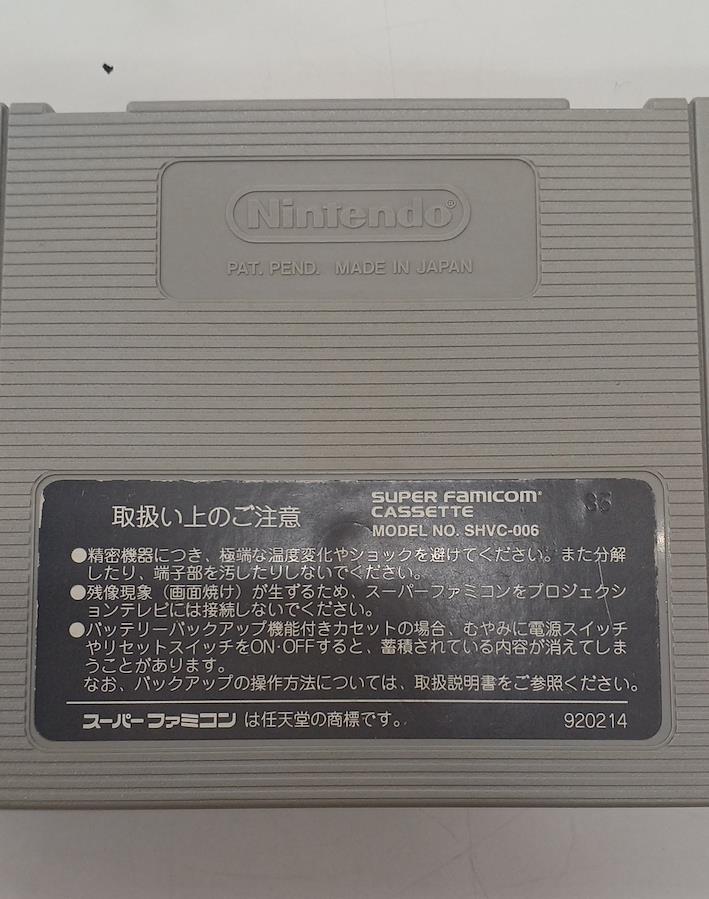 Nintendo®
PAT. PEND. MADE IN JAPAN
取扱い上のご注意
SUPER FAMICOM®
CASSETTE
MODEL NO. SHVC-006
●精密機器につき、極端な温度変化やショックを避けてください。また分解
したり、端子部を汚したりしないでください。
●残像現象（画面焼け）が生ずるため、スーパーファミコンをプロジェクシ
ョンテレビには接続しないでください。
●バッテリーバックアップ機能付きカセットの場合、むやみに電源スイッチ
やリセットスイッチをON・OFFすると、蓄積されている内容が消えてしま
うことがあります。
なお、バックアップの操作方法については、取扱説明書をご参照ください。
スーパーファミコンは任天堂の商標です。 920214